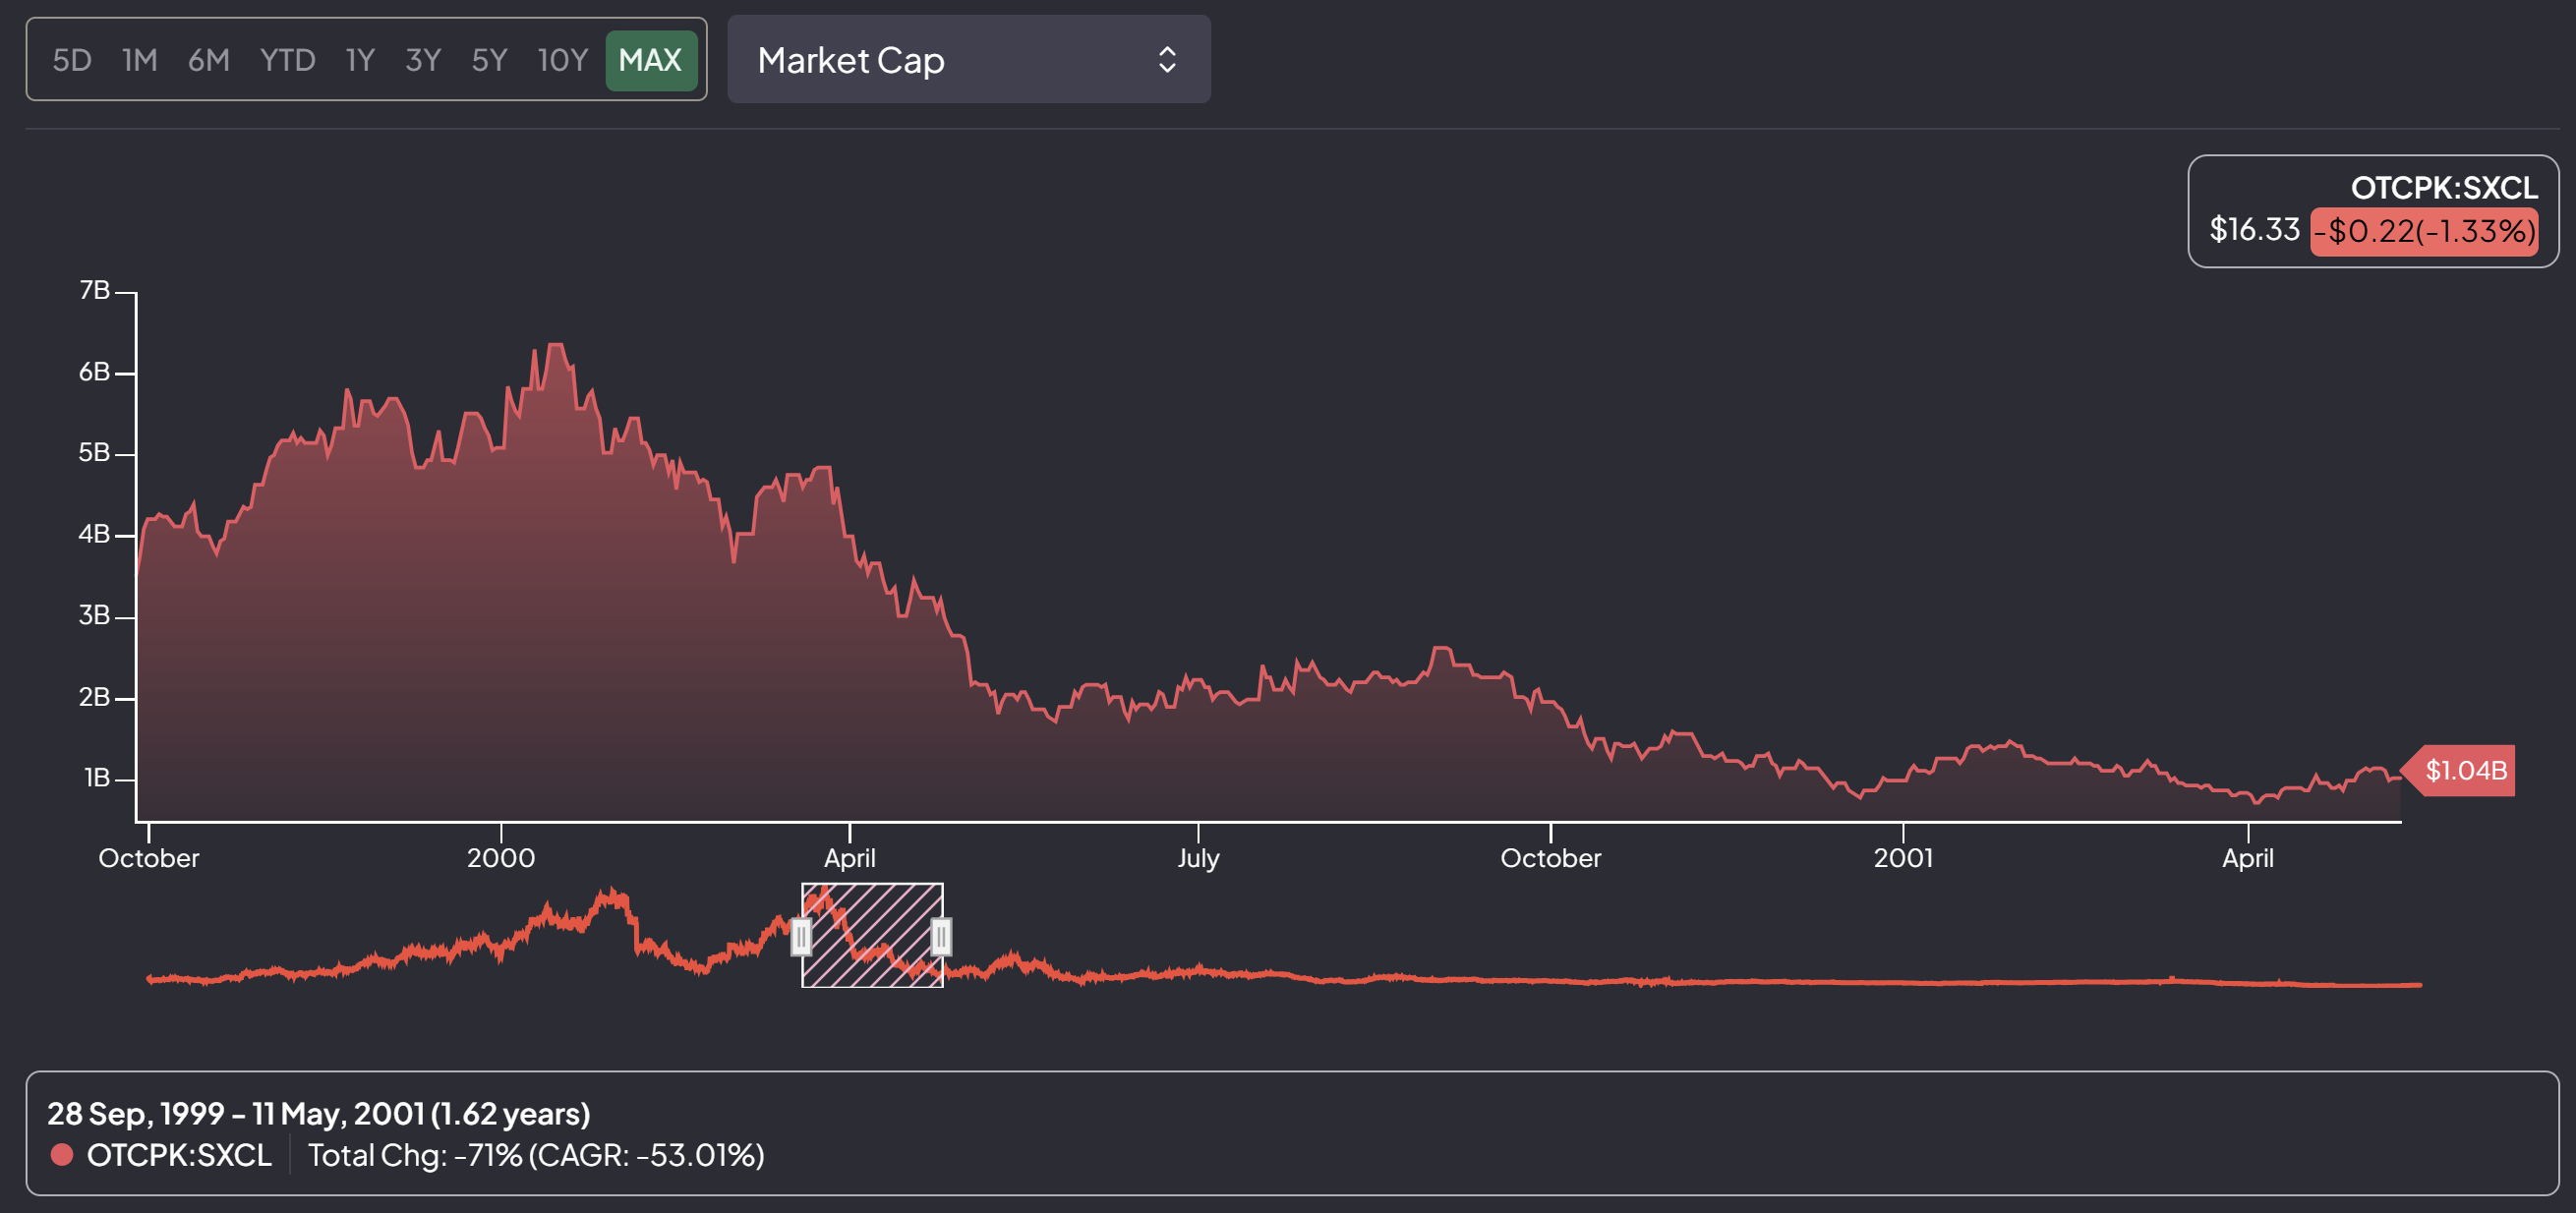 5D 1M 6M YTD 1Y 3Y 5Y 10Y MAX Market Cap
OTCPK:SXCL
$16.33 -$0.22(-1.33%)
7B
6B
5B
4B
3B
2B
1B
$1.04B
October 2000 April July October 2001 April
28 Sep, 1999 - 11 May, 2001 (1.62 years)
OTCPK:SXCL Total Chg: -71% (CAGR: -53.01%)